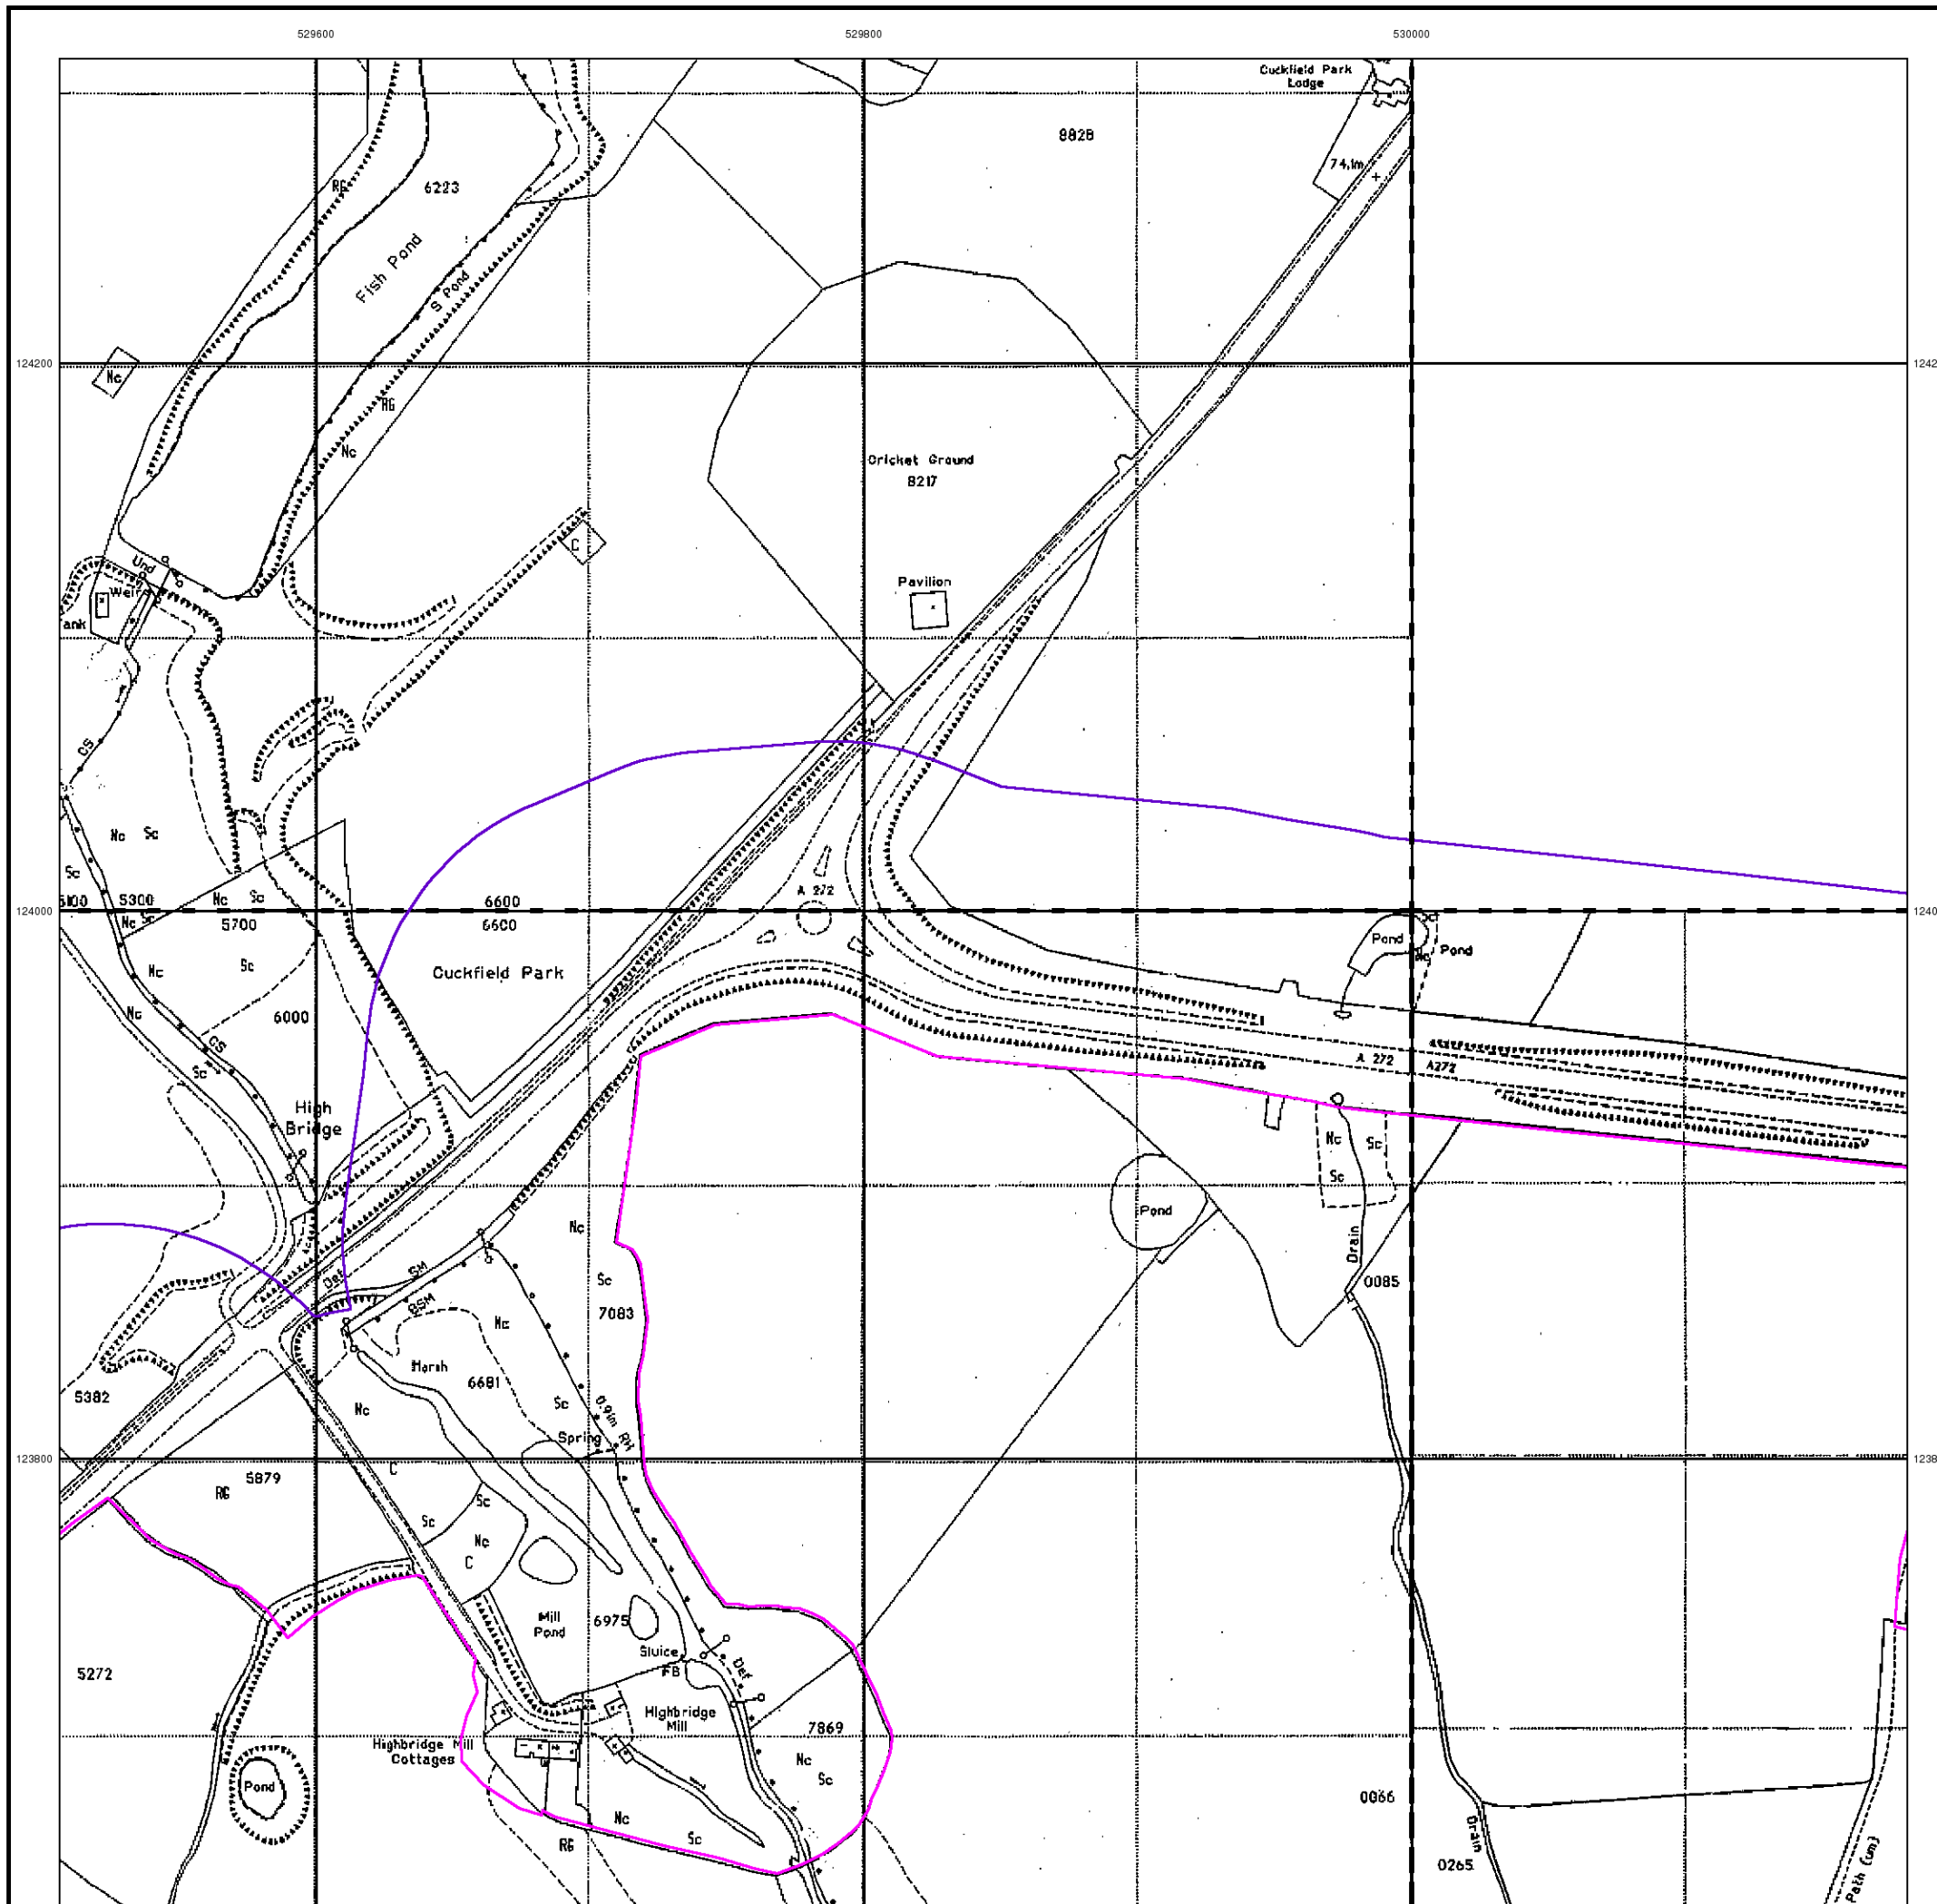 529600
529800
530000
Cuckfield Park
Lodge
8828
74.1m
RG
6223
Fish Pond
S Pond
124200
Nc
RG
Nc
Cricket Ground
8217
C
Und
Weir
Pavilion
CS
Nc
Sc
Sc
A 272
5300
Nc
Sc
6600
124000
Nc
Sc
5700
6600
Sc
Cuckfield Park
Pond
Pond
Nc
Nc
6000
CS
Sc
A 272
A272
High
Bridge
Nc
Sc
Sc
Pond
Nc
Drain
SM
Def
Sc
0085
BSM
7083
Nc
Marsh
6681
5382
Nc
Sc
0.91m RH
Spring
123800
C
5879
RG
Sc
Sc
Nc
C
Mill
Pond
6975
Sluice
FB
Def
5272
Highbridge
Mill
7869
Highbridge Mill
Cottages
Nc
Sc
Pond
0066
Nc
Sc
RG
Drain
0265
Path (um)